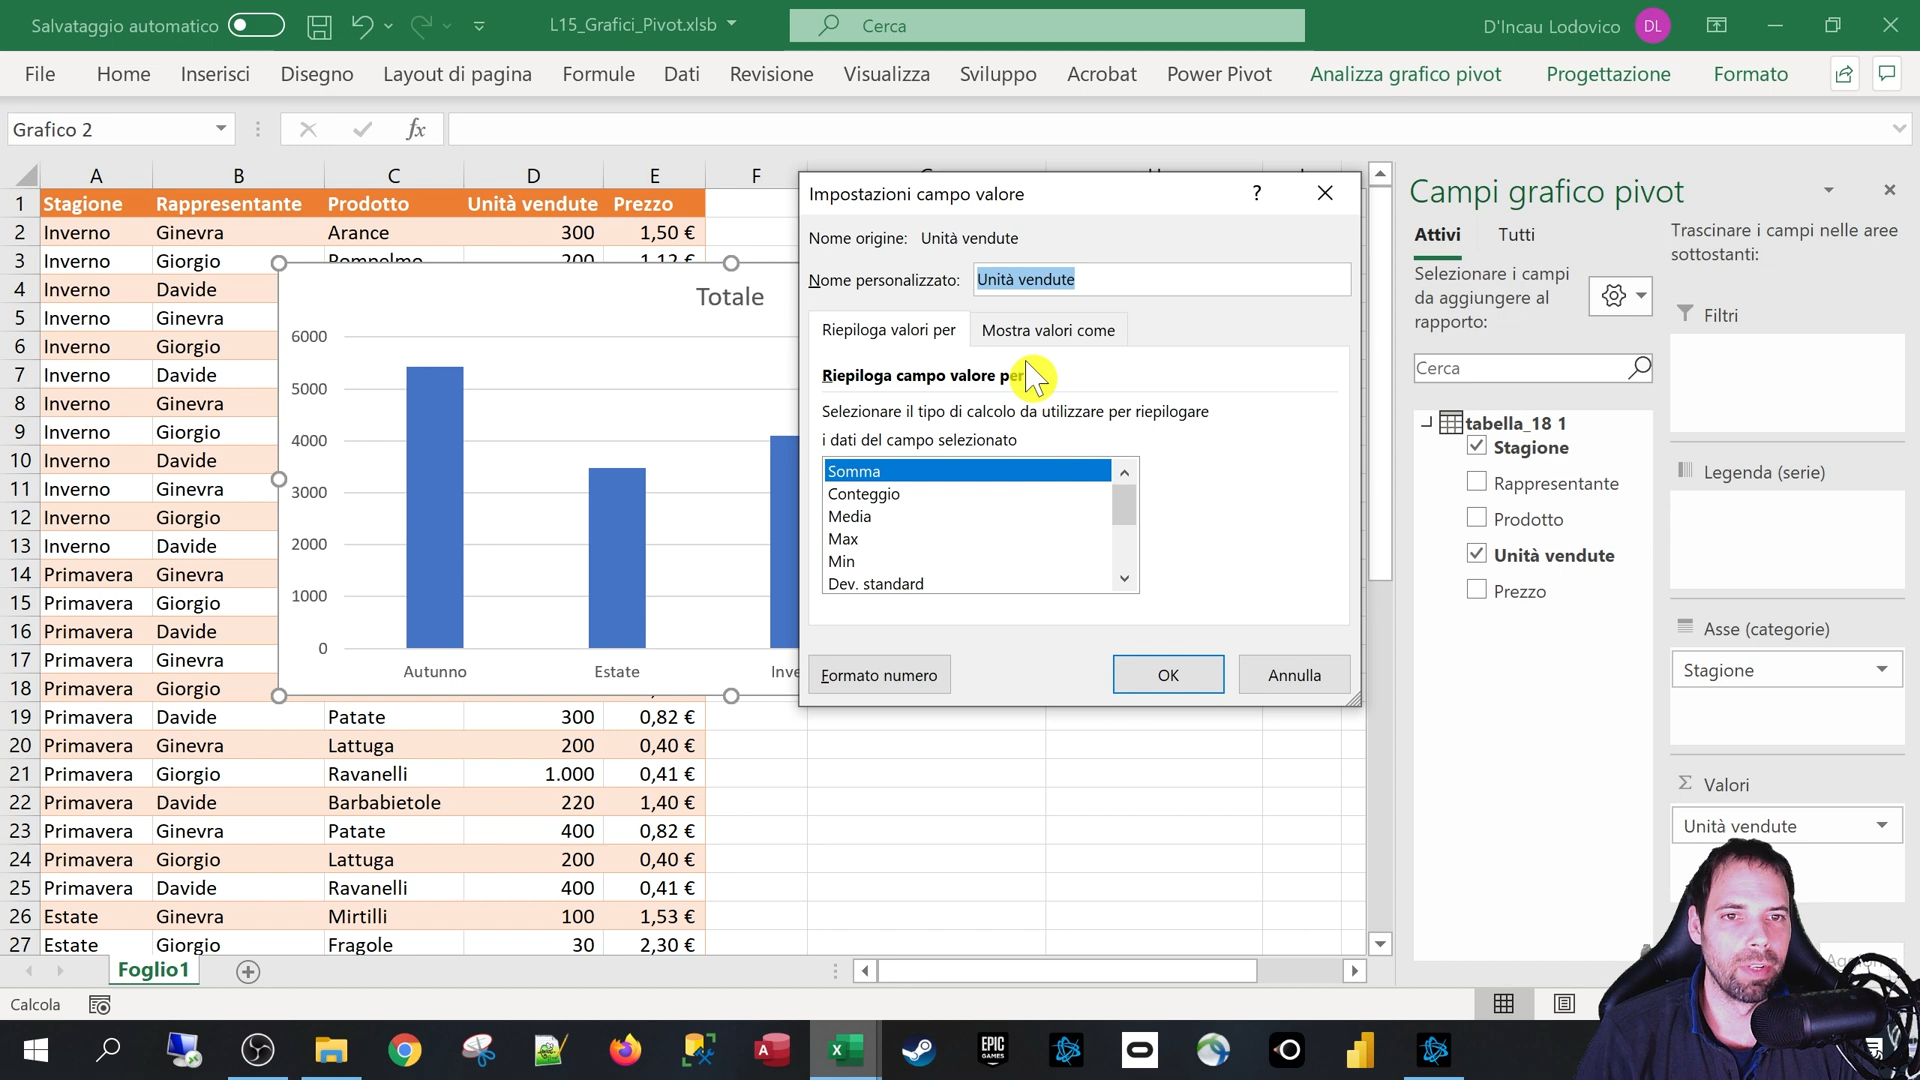 Salvataggio automatico
L15_Grafici_Pivot.xlsb
Cerca
D'Incau Lodovico
DL
File Home Inserisci Disegno Layout di pagina Formule Dati Revisione Visualizza Sviluppo Acrobat Power Pivot Analizza grafico pivot Progettazione Formato
Grafico 2
fx
A B C D E F
1 Stagione Rappresentante Prodotto Unità vendute Prezzo
2 Inverno Ginevra Arance 300 1,50 €
3 Inverno Giorgio Pompelmo 200 1,12 €
4 Inverno Davide
5 Inverno Ginevra
6 Inverno Giorgio
7 Inverno Davide
8 Inverno Ginevra
9 Inverno Giorgio
10 Inverno Davide
11 Inverno Ginevra
12 Inverno Giorgio
13 Inverno Davide
14 Primavera Ginevra
15 Primavera Giorgio
16 Primavera Davide
17 Primavera Ginevra
18 Primavera Giorgio
19 Primavera Davide Patate 300 0,82 €
20 Primavera Ginevra Lattuga 200 0,40 €
21 Primavera Giorgio Ravanelli 1.000 0,41 €
22 Primavera Davide Barbabietole 220 1,40 €
23 Primavera Ginevra Patate 400 0,82 €
24 Primavera Giorgio Lattuga 200 0,40 €
25 Primavera Davide Ravanelli 400 0,41 €
26 Estate Ginevra Mirtilli 100 1,53 €
27 Estate Giorgio Fragole 30 2,30 €
Totale
6000
5000
4000
3000
2000
1000
0
Autunno Estate Inve
Impostazioni campo valore
?
Nome origine: Unità vendute
Nome personalizzato: Unità vendute
Riepiloga valori per Mostra valori come
Riepiloga campo valore per
Selezionare il tipo di calcolo da utilizzare per riepilogare
i dati del campo selezionato
Somma
Conteggio
Media
Max
Min
Dev. standard
Formato numero OK Annulla
Campi grafico pivot
Attivi Tutti
Selezionare i campi
da aggiungere al
rapporto:
Cerca
tabella_18 1
Stagione
Rappresentante
Prodotto
Unità vendute
Prezzo
Trascinare i campi nelle aree
sottostanti:
Filtri
Legenda (serie)
Asse (categorie)
Stagione
Σ Valori
Unità vendute
Foglio1
Calcola
EPIC
GAMES